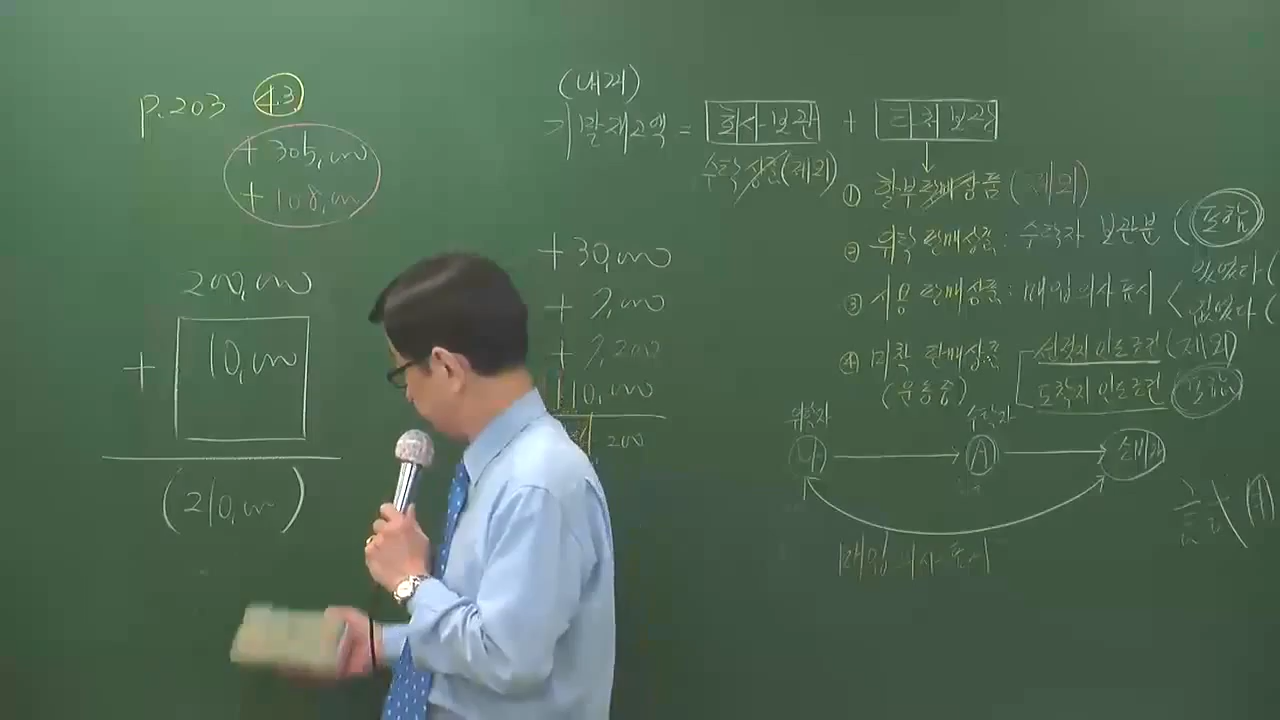 p.203 4.3
+ 305,000
+ 108,000
200,000
+ 10,000
(210,000)
(내거)
기말재고액 = 회사보관 + 타처보관
수탁상품(제외)
① 할부판매상품 (제외)
② 위탁판매상품 : 수탁자 보관분 (포함
③ 시용판매상품 : 매입의사표시 < 있었다 (
없었다 (
④ 미착판매상품 선적지인도조건 (제외)
(운송중) 도착지인도조건 (포함)
+ 30,000
10,000
200
위탁자 수탁자
나 A 소비자
매입의사표시